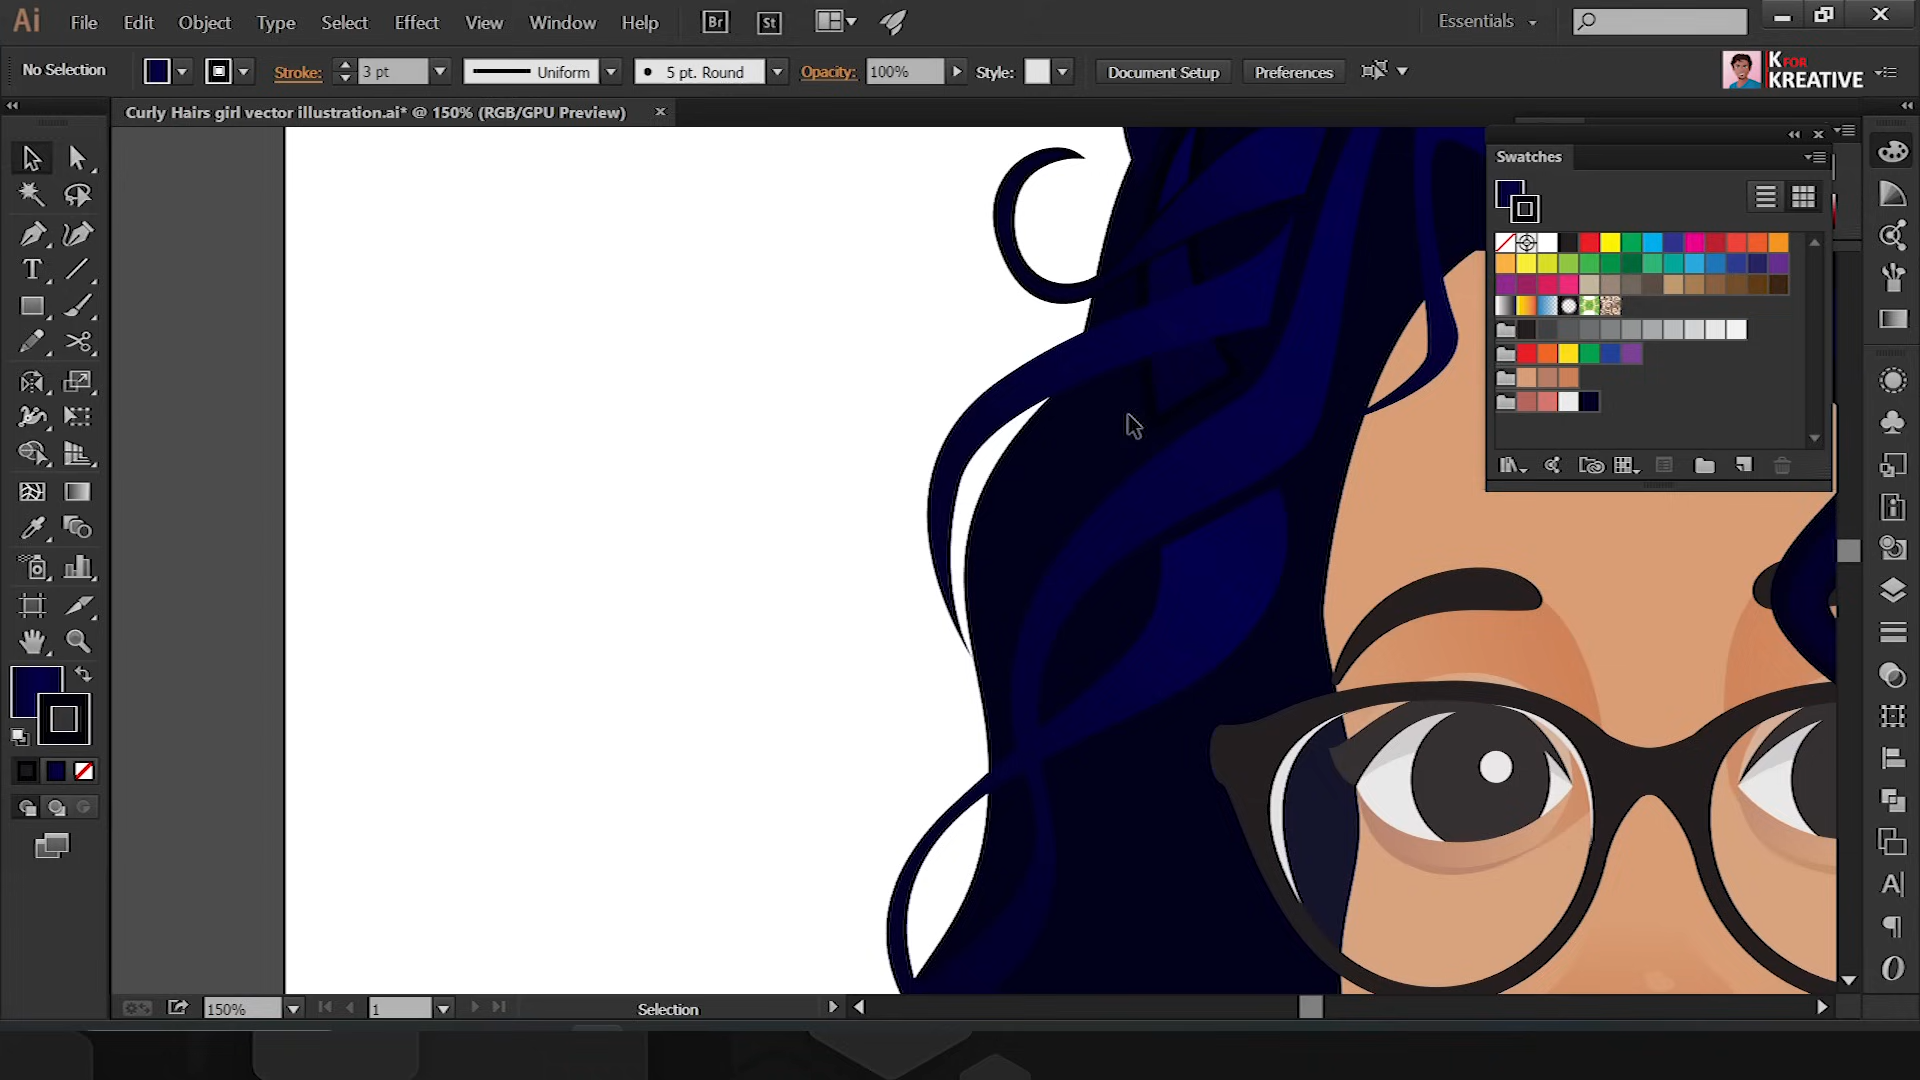 Ai File Edit Object Type Select Effect View Window Help Br St Essentials
No Selection Stroke: 3 pt Uniform 5 pt. Round Opacity: 100% Style: Document Setup Preferences
K FOR
KREATIVE
Curly Hairs girl vector illustration.ai* @ 150% (RGB/GPU Preview)
Swatches
150% 1 Selection